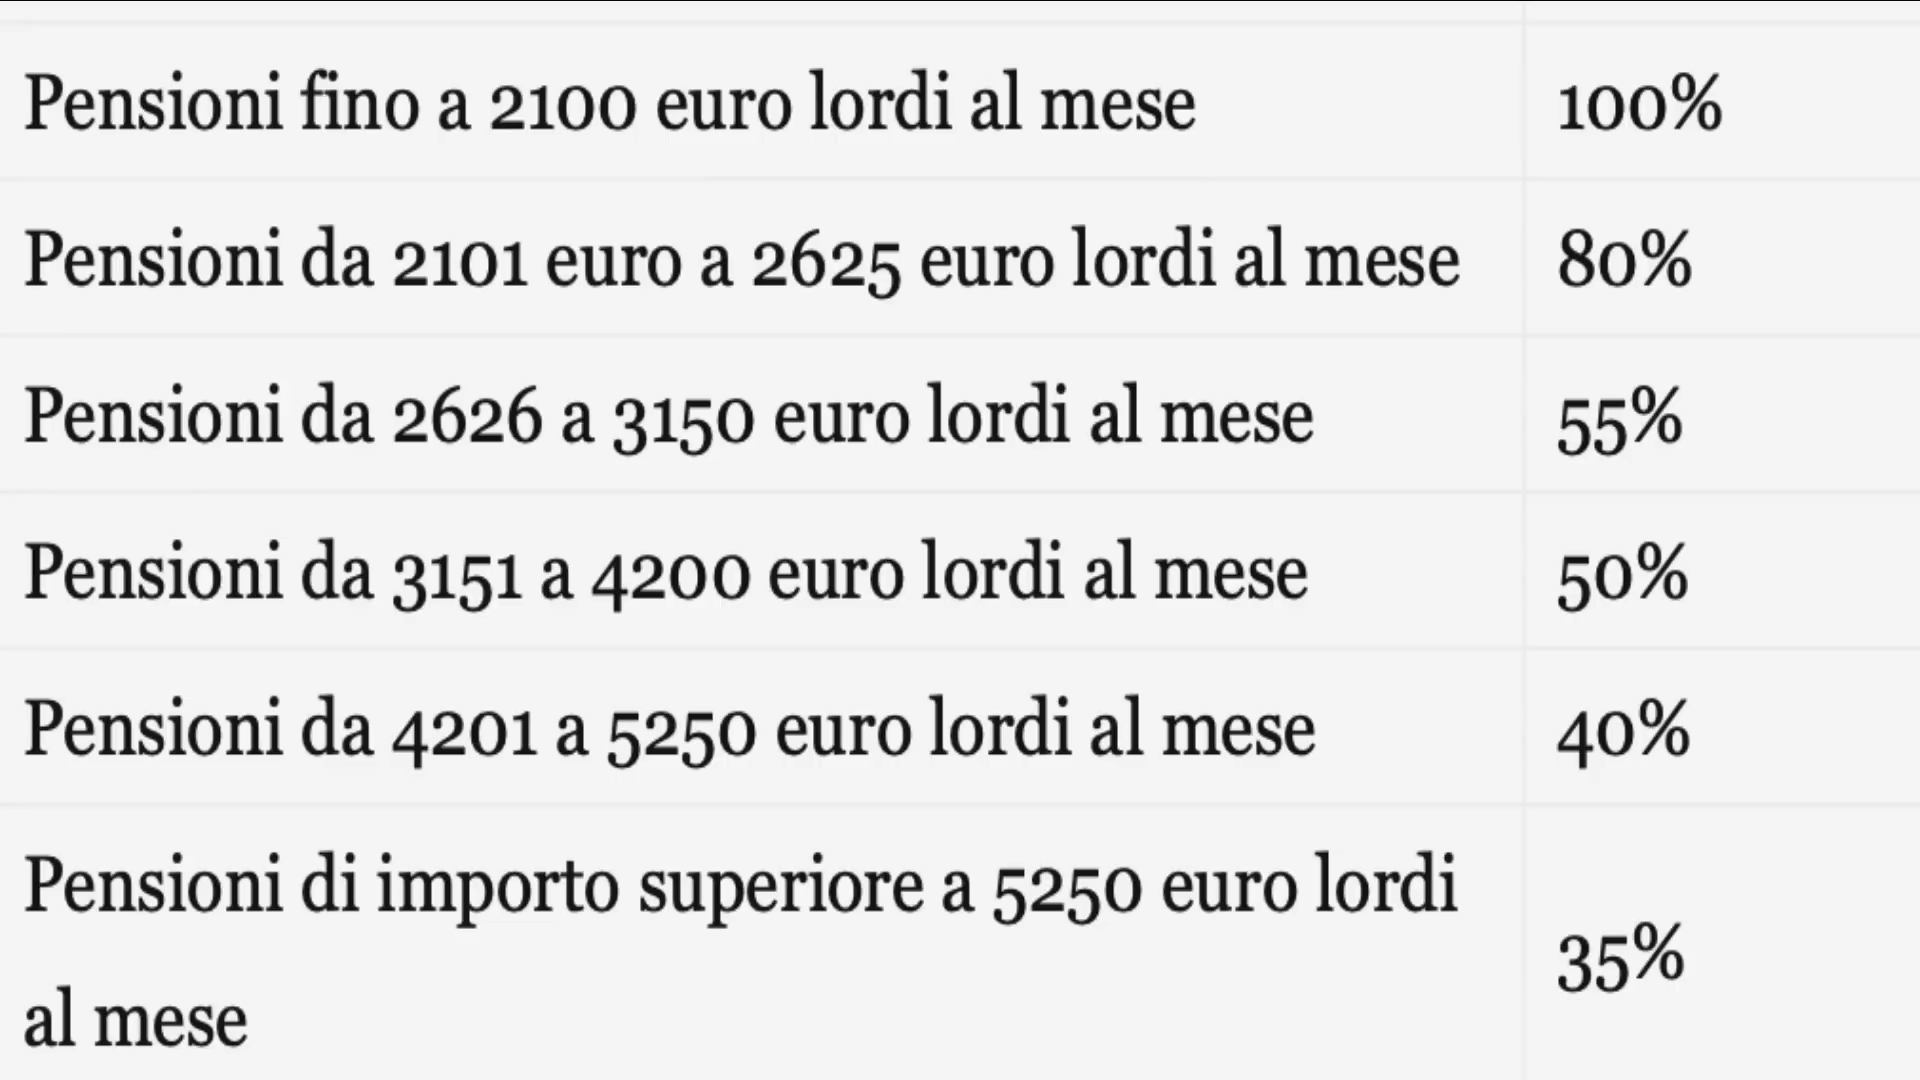 Pensioni fino a 2100 euro lordi al mese 100%
Pensioni da 2101 euro a 2625 euro lordi al mese 80%
Pensioni da 2626 a 3150 euro lordi al mese 55%
Pensioni da 3151 a 4200 euro lordi al mese 50%
Pensioni da 4201 a 5250 euro lordi al mese 40%
Pensioni di importo superiore a 5250 euro lordi
al mese 35%